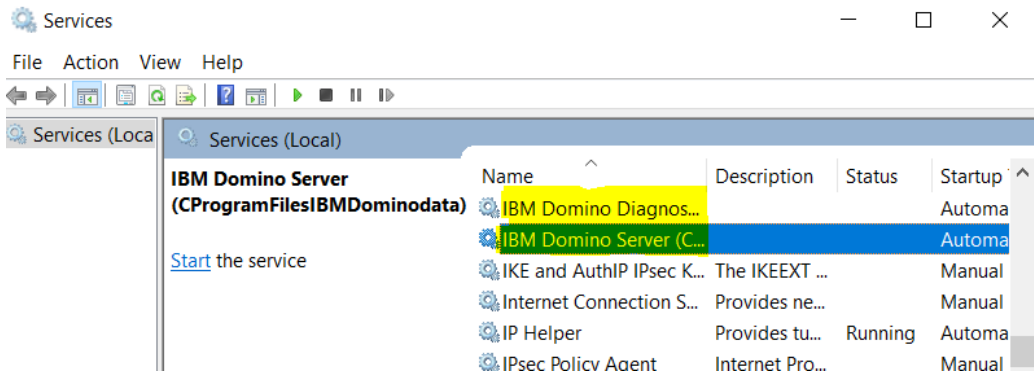 Services
File Action View Help
Services (Loca
Services (Local)
IBM Domino Server
(CProgramFilesIBMDominodata)
Start the service
Name Description Status Startup
IBM Domino Diagnos... Automa
IBM Domino Server (C... Automa
IKE and AuthIP IPsec K... The IKEEXT ... Manual
Internet Connection S... Provides ne... Manual
IP Helper Provides tu... Running Automa
IPsec Policy Agent Internet Pro... Manual